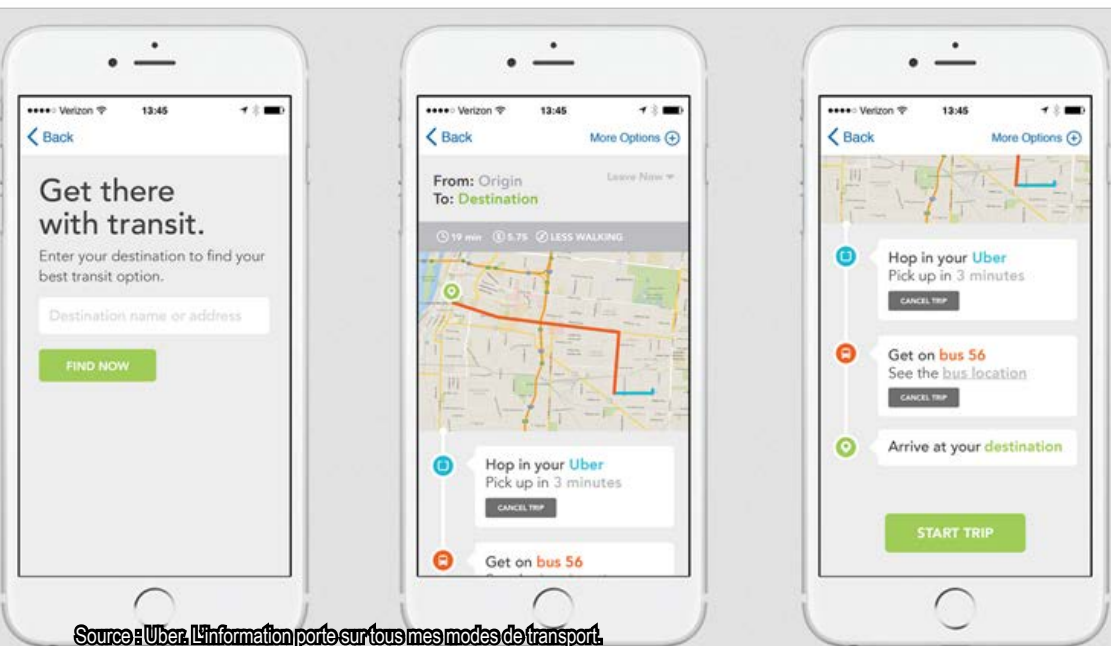 Verizon 13:45
Back
Get there
with transit.
Enter your destination to find your
best transit option.
Destination name or address
FIND NOW
Verizon 13:45
Back More Options
From: Origin Leave Now
To: Destination
19 min $ 5.75 LESS WALKING
Hop in your Uber
Pick up in 3 minutes
CANCEL TRIP
Get on bus 56
Verizon 13:45
Back More Options
Hop in your Uber
Pick up in 3 minutes
CANCEL TRIP
Get on bus 56
See the bus location
CANCEL TRIP
Arrive at your destination
START TRIP
Source : Uber. L'information porte sur tous mes modes de transport.